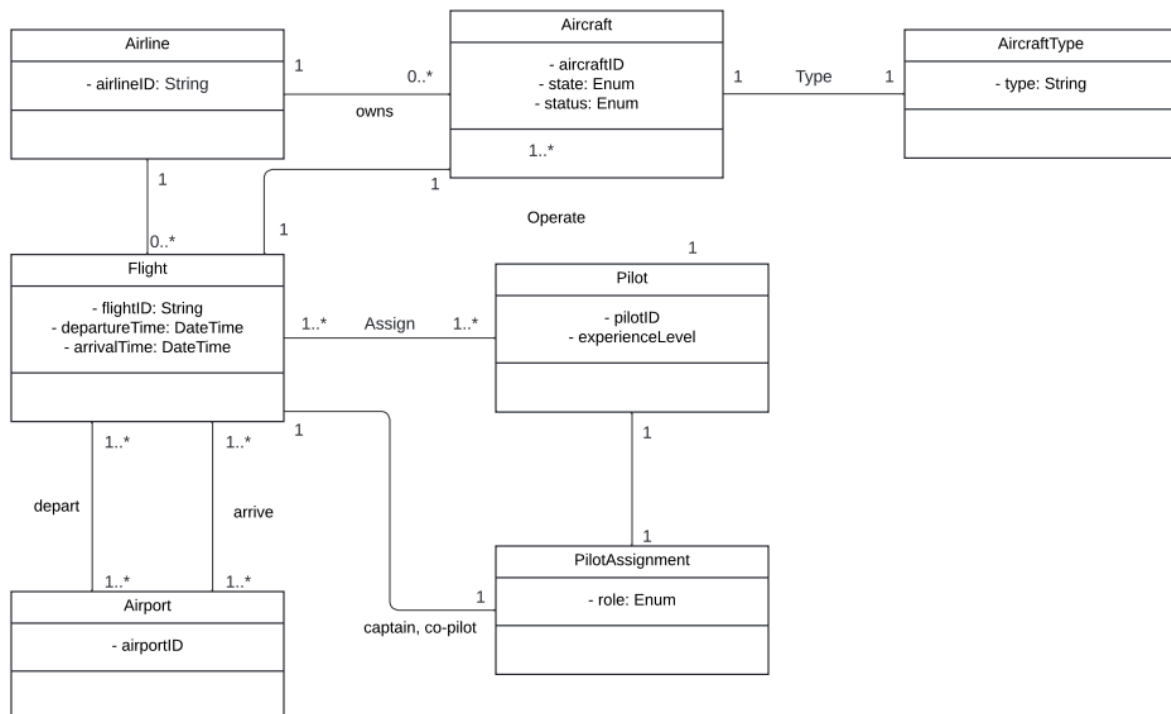 Aircraft
Airline
AircraftType
- aircraftID
- state: Enum
- status: Enum
- airlineID: String
- type: String
1
0..*
owns
1
Type
1
1..*
1
1
1
0..*
Operate
1
Flight
- flightID: String
- departureTime: DateTime
- arrivalTime: DateTime
Pilot
- pilotID
- experienceLevel
1..*
Assign
1..*
1
1..*
1..*
1
depart
arrive
1
1..*
1..*
PilotAssignment
- role: Enum
1
captain, co-pilot
Airport
- airportID